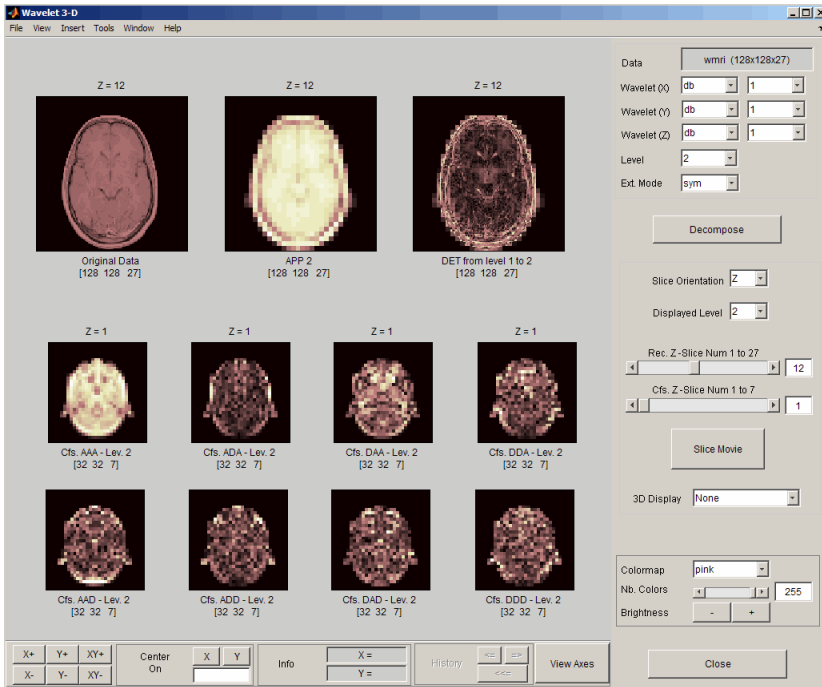 Wavelet 3-D
File View Insert Tools Window Help
Z = 12
Z = 12
Z = 12
Original Data
[128 128 27]
APP 2
[128 128 27]
DET from level 1 to 2
[128 128 27]
Z = 1
Z = 1
Z = 1
Z = 1
Cfs. AAA - Lev. 2
[32 32 7]
Cfs. ADA - Lev. 2
[32 32 7]
Cfs. DAA - Lev. 2
[32 32 7]
Cfs. DDA - Lev. 2
[32 32 7]
Cfs. AAD - Lev. 2
[32 32 7]
Cfs. ADD - Lev. 2
[32 32 7]
Cfs. DAD - Lev. 2
[32 32 7]
Cfs. DDD - Lev. 2
[32 32 7]
Data wmri (128x128x27)
Wavelet (X) db 1
Wavelet (Y) db 1
Wavelet (Z) db 1
Level 2
Ext. Mode sym
Decompose
Slice Orientation Z
Displayed Level 2
Rec. Z-Slice Num 1 to 27
12
Cfs. Z-Slice Num 1 to 7
1
Slice Movie
3D Display None
Colormap pink
Nb. Colors 255
Brightness - +
X+ Y+ XY+
X- Y- XY-
Center
On
X Y
Info
X =
Y =
History
<= =>
<<=
View Axes
Close